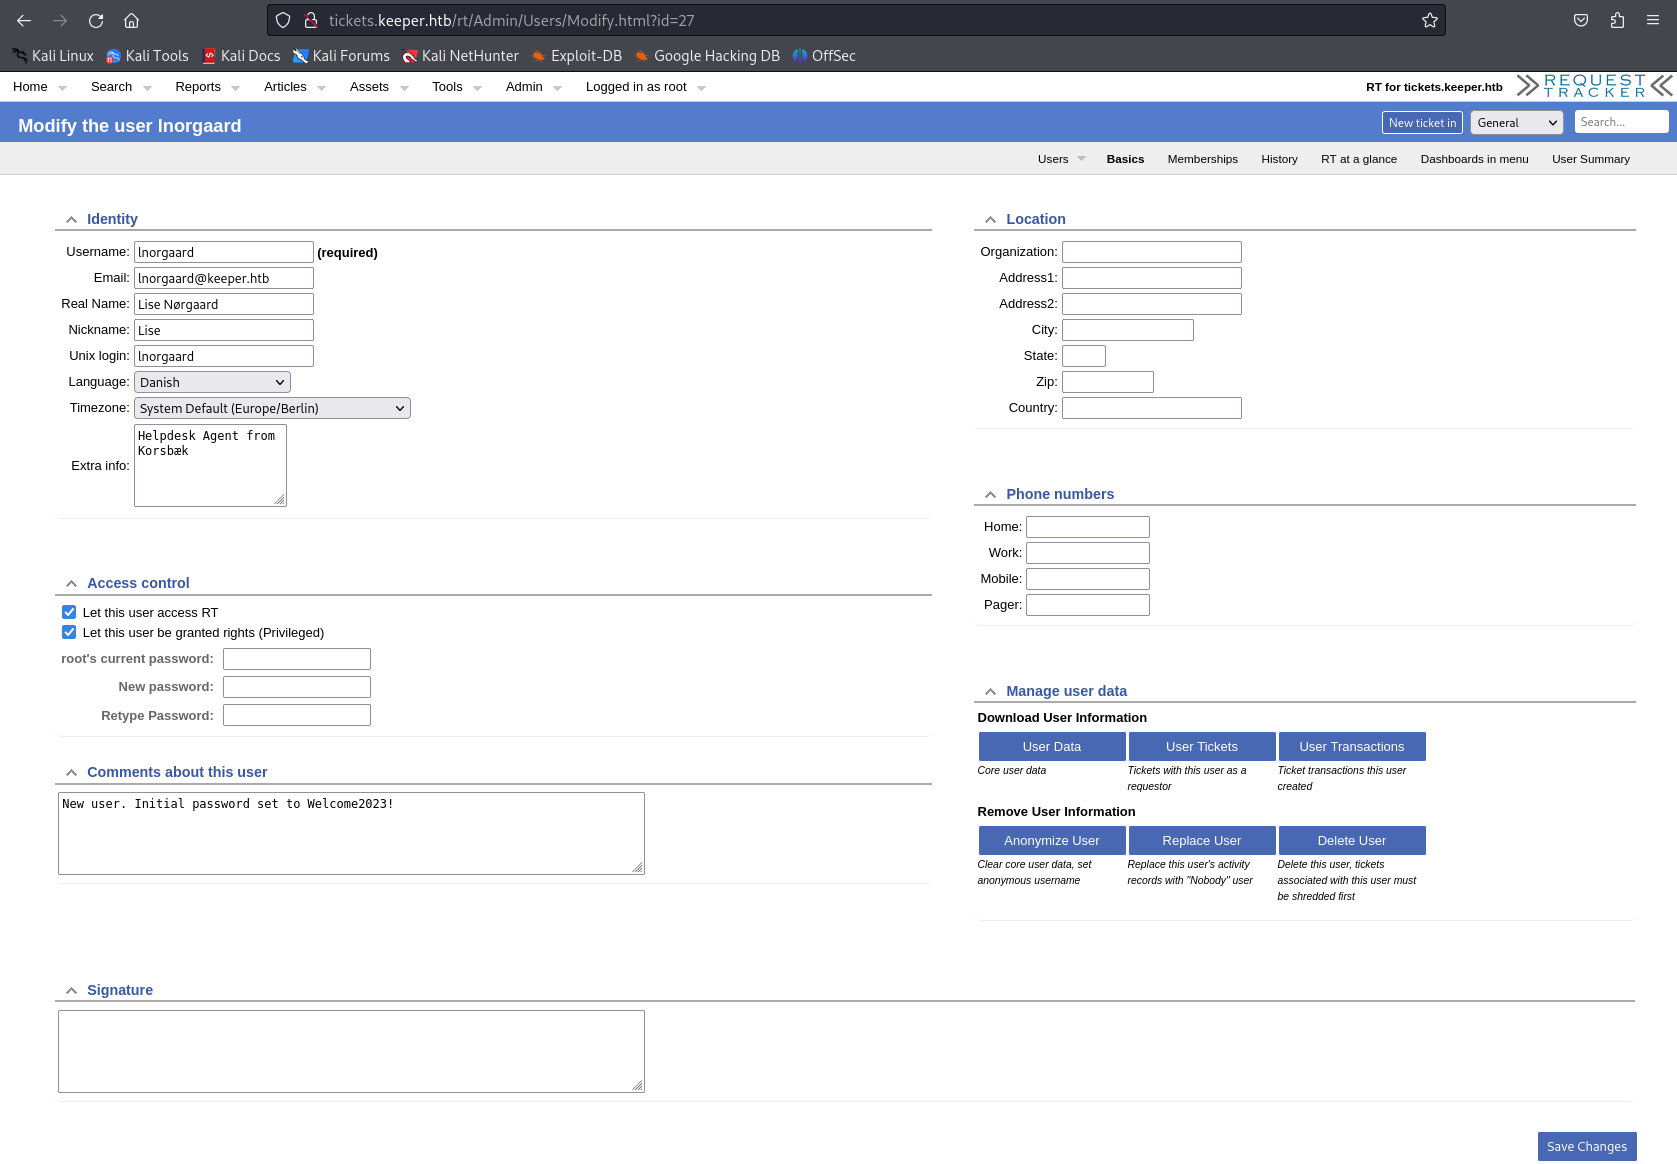 tickets.keeper.htb/rt/Admin/Users/Modify.html?id=27
Kali Linux Kali Tools Kali Docs Kali Forums Kali NetHunter Exploit-DB Google Hacking DB OffSec
Home Search Reports Articles Assets Tools Admin Logged in as root RT for tickets.keeper.htb REQUEST TRACKER
Modify the user lnorgaard New ticket in General Search...
Users Basics Memberships History RT at a glance Dashboards in menu User Summary
Identity
Username: lnorgaard (required)
Email: lnorgaard@keeper.htb
Real Name: Lise Nørgaard
Nickname: Lise
Unix login: lnorgaard
Language: Danish
Timezone: System Default (Europe/Berlin)
Extra info: Helpdesk Agent from
Korsbæk
Access control
Let this user access RT
Let this user be granted rights (Privileged)
root's current password:
New password:
Retype Password:
Comments about this user
New user. Initial password set to Welcome2023!
Location
Organization:
Address1:
Address2:
City:
State:
Zip:
Country:
Phone numbers
Home:
Work:
Mobile:
Pager:
Manage user data
Download User Information
User Data User Tickets User Transactions
Core user data Tickets with this user as a requestor Ticket transactions this user created
Remove User Information
Anonymize User Replace User Delete User
Clear core user data, set anonymous username Replace this user's activity records with "Nobody" user Delete this user, tickets associated with this user must be shredded first
Signature
Save Changes